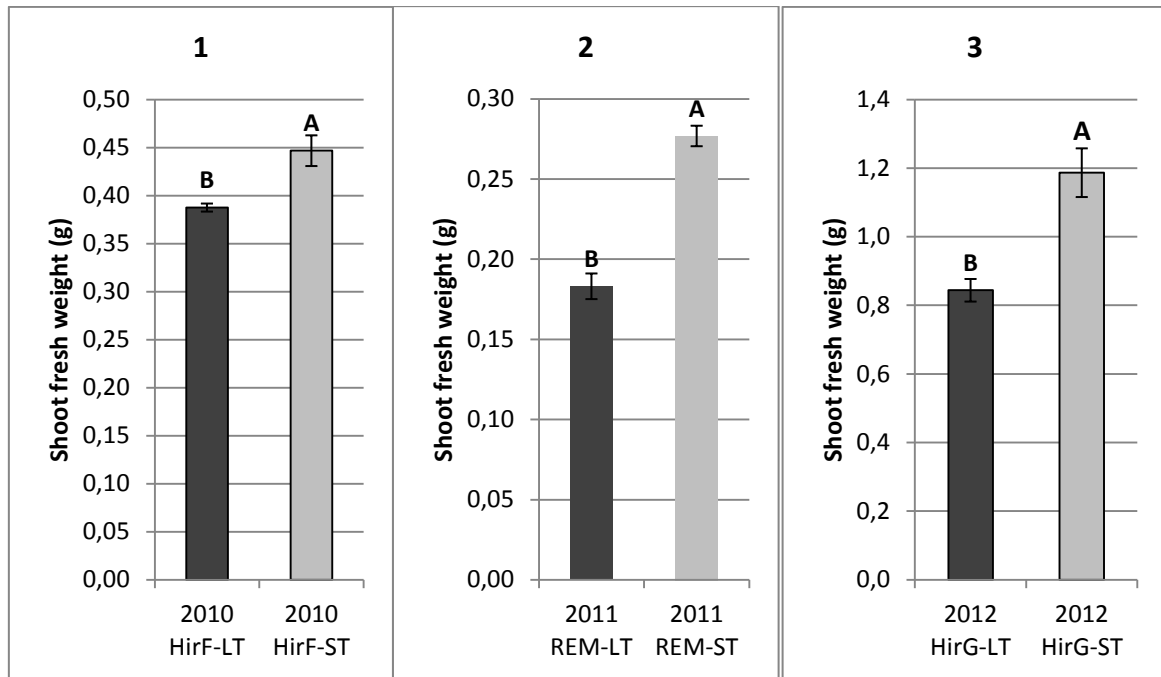 1
Shoot fresh weight (g)
0,50
0,45
0,40
0,35
0,30
0,25
0,20
0,15
0,10
0,05
0,00
B
A
2010 2010
HirF-LT HirF-ST
2
Shoot fresh weight (g)
0,30
0,25
0,20
0,15
0,10
0,05
0,00
B
A
2011 2011
REM-LT REM-ST
3
Shoot fresh weight (g)
1,4
1,2
1,0
0,8
0,6
0,4
0,2
0,0
B
A
2012 2012
HirG-LT HirG-ST